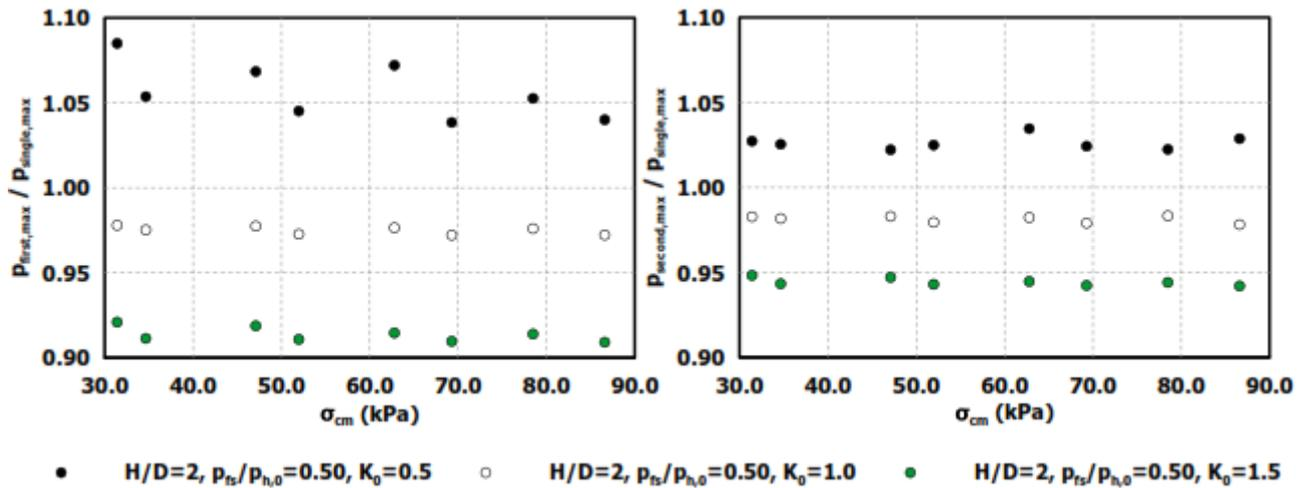 1.10
1.05
1.00
0.95
0.90
p_first,max / p_single,max
30.0 40.0 50.0 60.0 70.0 80.0 90.0
σ_cm (kPa)
1.10
1.05
1.00
0.95
0.90
p_second,max / p_single,max
30.0 40.0 50.0 60.0 70.0 80.0 90.0
σ_cm (kPa)
H/D=2, p_fs/p_h,0=0.50, K_0=0.5
H/D=2, p_fs/p_h,0=0.50, K_0=1.0
H/D=2, p_fs/p_h,0=0.50, K_0=1.5